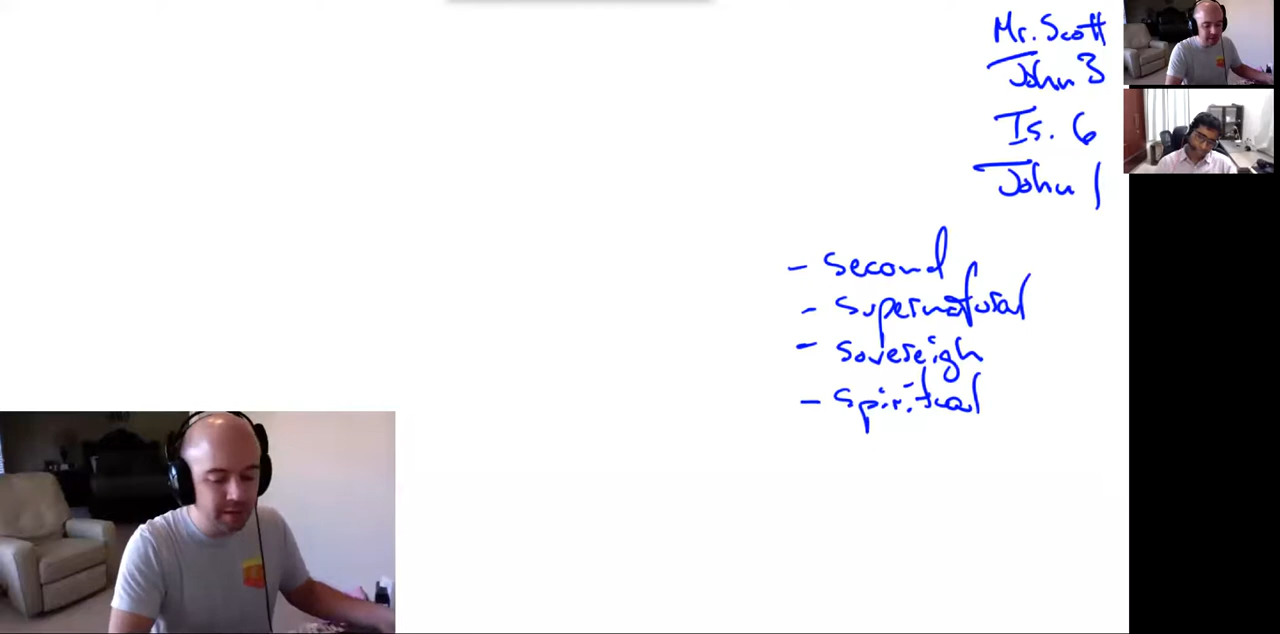 Mr. Scott
John 3
Is. 6
John 1
- second
- supernatural
- sovereign
- spiritual